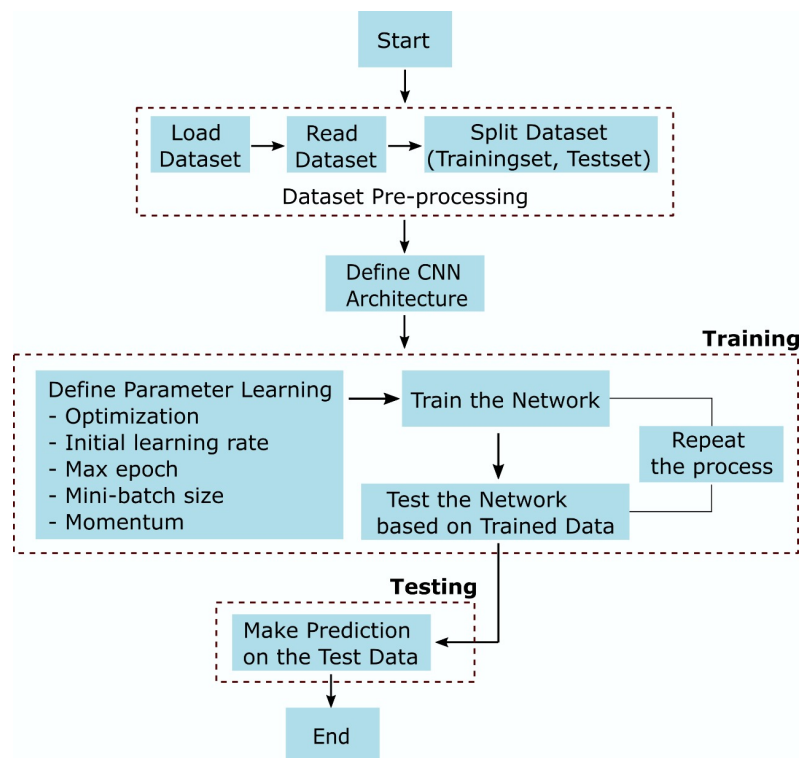 Start
Load
Dataset
Read
Dataset
Split Dataset
(Trainingset, Testset)
Dataset Pre-processing
Define CNN
Architecture
Training
Define Parameter Learning
- Optimization
- Initial learning rate
- Max epoch
- Mini-batch size
- Momentum
Train the Network
Repeat
the process
Test the Network
based on Trained Data
Testing
Make Prediction
on the Test Data
End